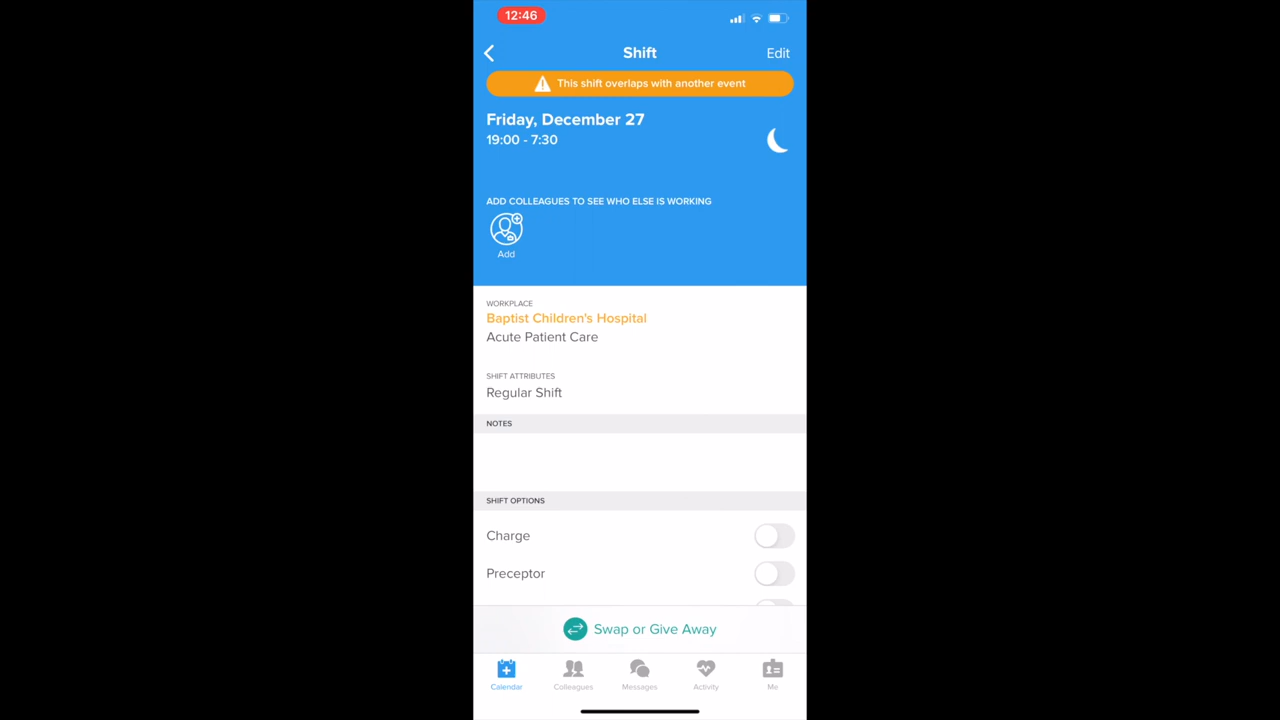 12:46
Shift
Edit
This shift overlaps with another event
Friday, December 27
19:00 - 7:30
ADD COLLEAGUES TO SEE WHO ELSE IS WORKING
Add
WORKPLACE
Baptist Children's Hospital
Acute Patient Care
SHIFT ATTRIBUTES
Regular Shift
NOTES
SHIFT OPTIONS
Charge
Preceptor
Swap or Give Away
Calendar
Colleagues
Messages
Activity
Me